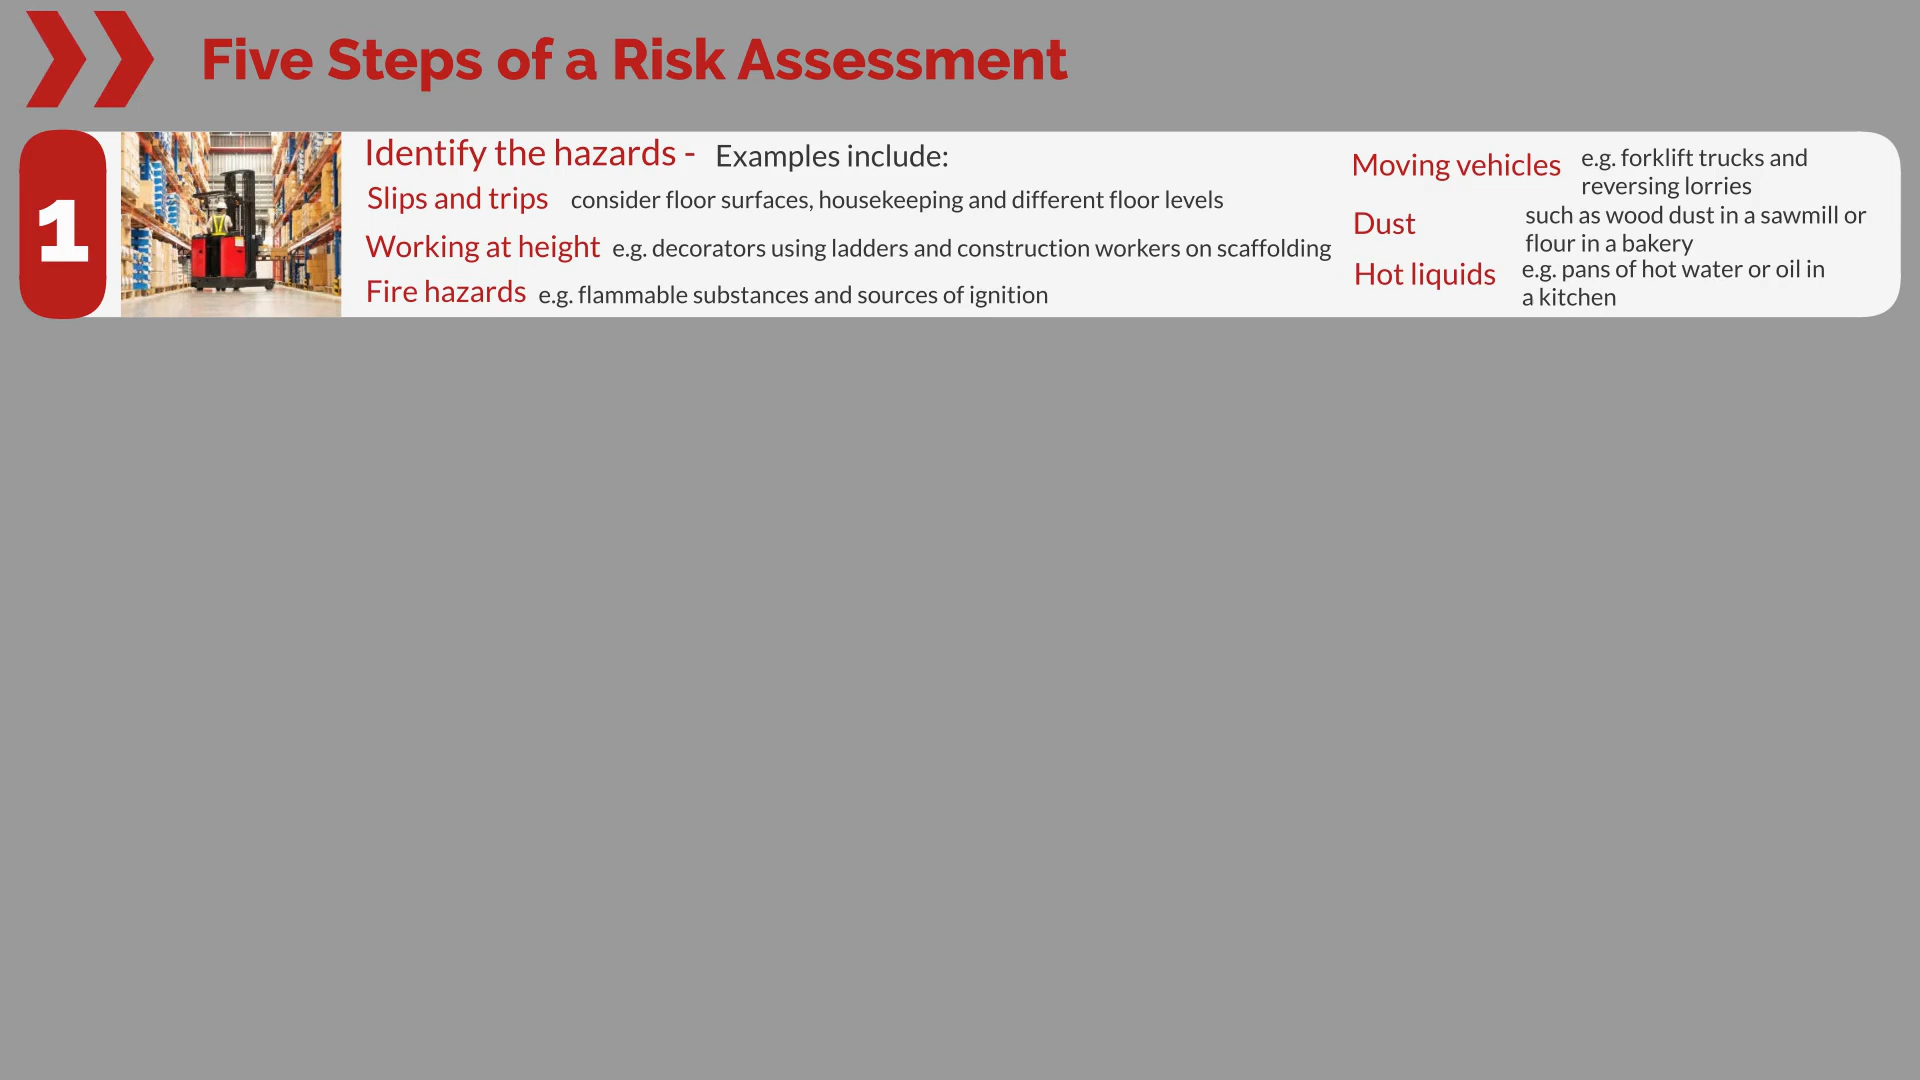 Five Steps of a Risk Assessment
1
Identify the hazards - Examples include:
Slips and trips consider floor surfaces, housekeeping and different floor levels
Working at height e.g. decorators using ladders and construction workers on scaffolding
Fire hazards e.g. flammable substances and sources of ignition
Moving vehicles e.g. forklift trucks and
reversing lorries
Dust such as wood dust in a sawmill or
flour in a bakery
Hot liquids e.g. pans of hot water or oil in
a kitchen